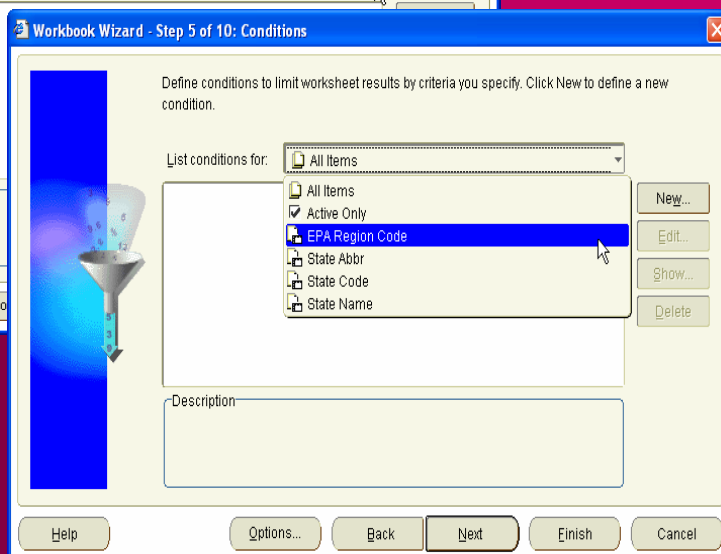 Workbook Wizard - Step 5 of 10: Conditions
Define conditions to limit worksheet results by criteria you specify. Click New to define a new
condition.
List conditions for: All Items
All Items
Active Only
EPA Region Code
State Abbr
State Code
State Name
New...
Edit...
Show...
Delete
Description
Help
Options...
Back
Next
Finish
Cancel